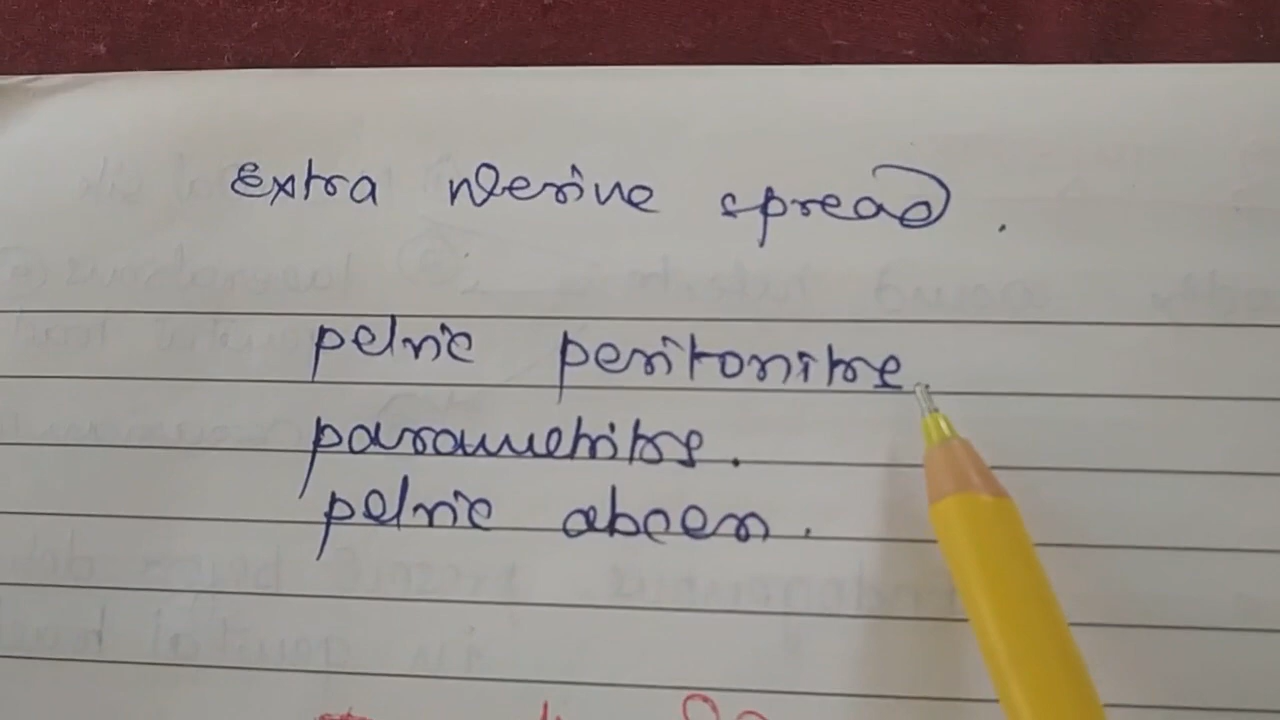 Extra uterine spread.
pelvic peritonitis
parametritis.
pelvic abscess.